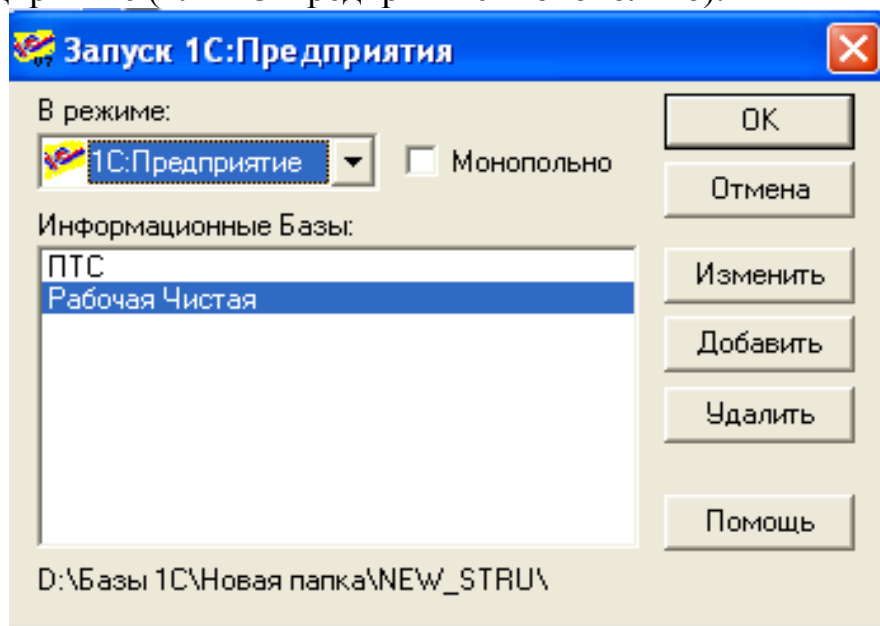 Запуск 1С:Предприятия
В режиме:
1С:Предприятие
Монопольно
ОК
Отмена
Информационные Базы:
ПТС
Рабочая Чистая
Изменить
Добавить
Удалить
Помощь
D:\Базы 1С\Новая папка\NEW_STRU\